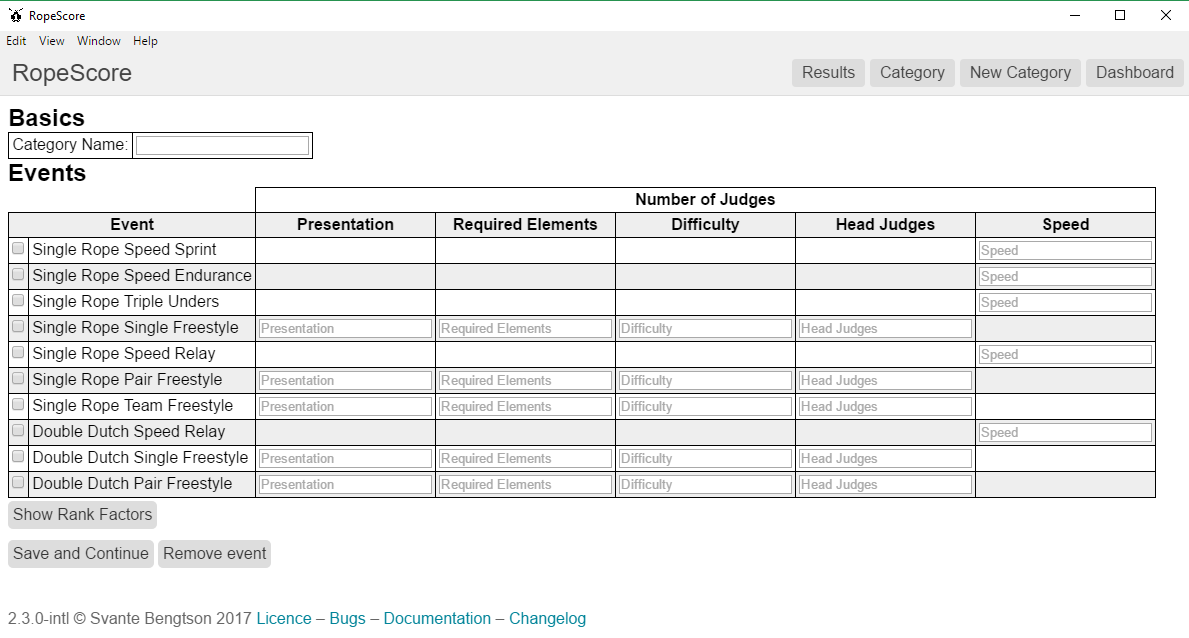 RopeScore
Edit View Window Help
RopeScore Results Category New Category Dashboard
Basics
Category Name:
Events
Number of Judges
Event Presentation Required Elements Difficulty Head Judges Speed
Single Rope Speed Sprint Speed
Single Rope Speed Endurance Speed
Single Rope Triple Unders Speed
Single Rope Single Freestyle Presentation Required Elements Difficulty Head Judges
Single Rope Speed Relay Speed
Single Rope Pair Freestyle Presentation Required Elements Difficulty Head Judges
Single Rope Team Freestyle Presentation Required Elements Difficulty Head Judges
Double Dutch Speed Relay Speed
Double Dutch Single Freestyle Presentation Required Elements Difficulty Head Judges
Double Dutch Pair Freestyle Presentation Required Elements Difficulty Head Judges
Show Rank Factors
Save and Continue Remove event
2.3.0-intl © Svante Bengtson 2017 Licence – Bugs – Documentation – Changelog